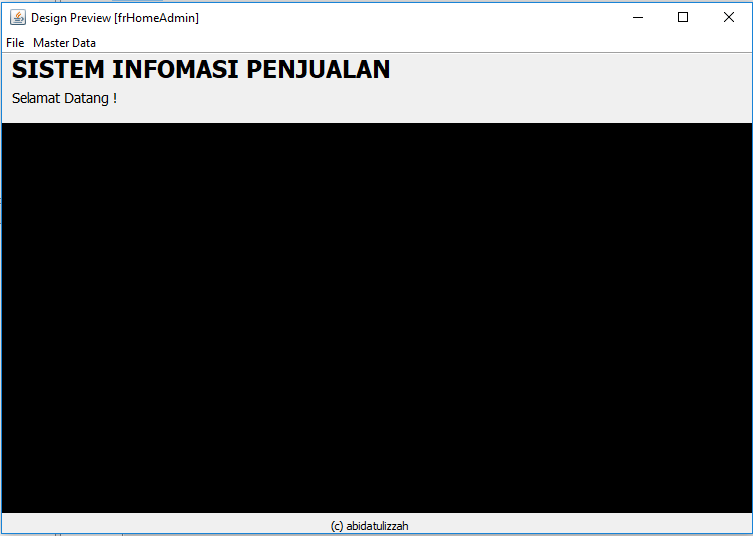 Design Preview [frHomeAdmin]
File Master Data
SISTEM INFOMASI PENJUALAN
Selamat Datang !
(c) abidatulizzah